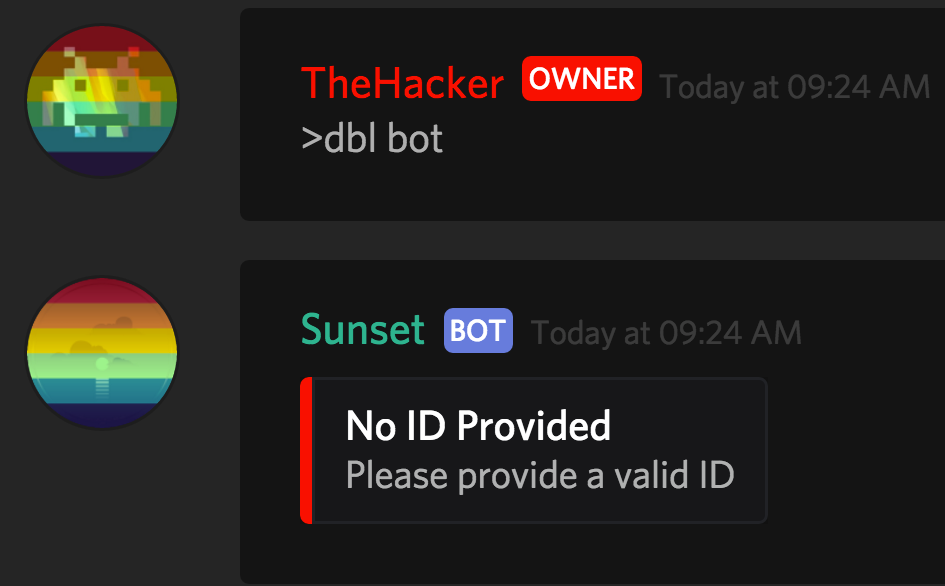 TheHacker OWNER Today at 09:24 AM
>dbl bot
Sunset BOT Today at 09:24 AM
No ID Provided
Please provide a valid ID